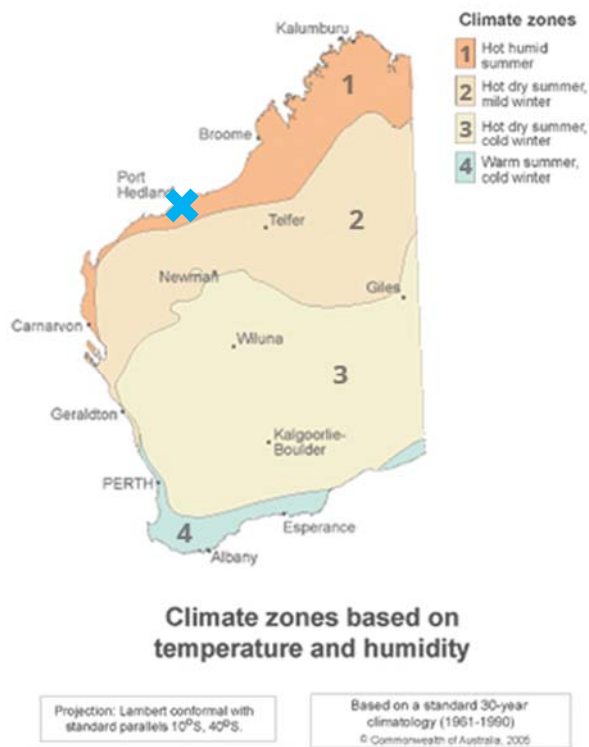 Climate zones
1 Hot humid
summer
2 Hot dry summer,
mild winter
3 Hot dry summer,
cold winter
4 Warm summer,
cold winter
Kalumburu
1
Broome
Port
Hedland
Telfer
2
Newman
Giles
Carnarvon
Wiluna
3
Geraldton
Kalgoorlie-
Boulder
PERTH
Esperance
4
Albany
Climate zones based on
temperature and humidity
Projection: Lambert conformal with
standard parallels 10°S, 40°S.
Based on a standard 30-year
climatology (1961-1990)
© Commonwealth of Australia, 2005